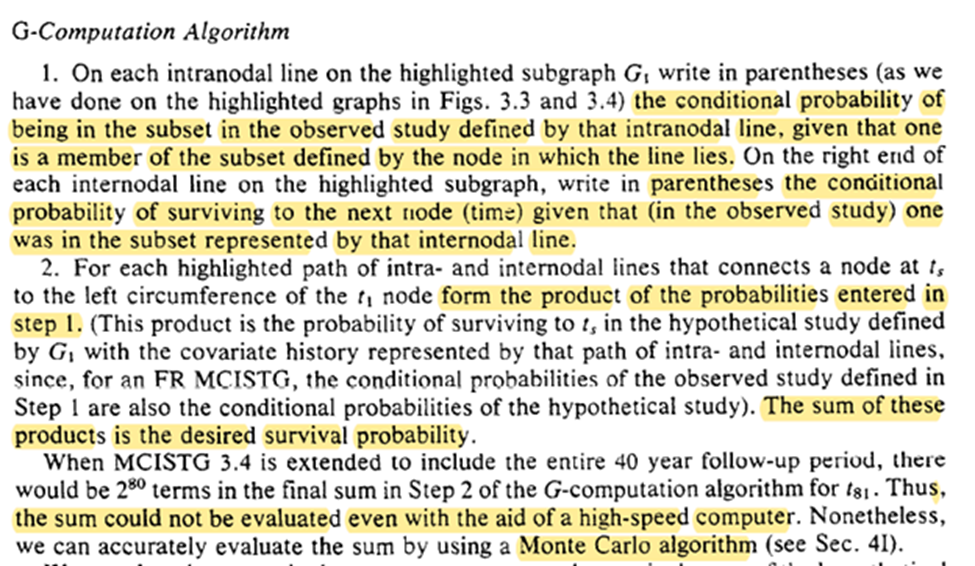 G-Computation Algorithm
1. On each intranodal line on the highlighted subgraph G₁ write in parentheses (as we
have done on the highlighted graphs in Figs. 3.3 and 3.4) the conditional probability of
being in the subset in the observed study defined by that intranodal line, given that one
is a member of the subset defined by the node in which the line lies. On the right end of
each internodal line on the highlighted subgraph, write in parentheses the conditional
probability of surviving to the next node (time) given that (in the observed study) one
was in the subset represented by that internodal line.
2. For each highlighted path of intra- and internodal lines that connects a node at tₛ
to the left circumference of the t₁ node form the product of the probabilities entered in
step 1. (This product is the probability of surviving to tₛ in the hypothetical study defined
by G₁ with the covariate history represented by that path of intra- and internodal lines,
since, for an FR MCISTG, the conditional probabilities of the observed study defined in
Step 1 are also the conditional probabilities of the hypothetical study). The sum of these
products is the desired survival probability.
When MCISTG 3.4 is extended to include the entire 40 year follow-up period, there
would be 2⁸⁰ terms in the final sum in Step 2 of the G-computation algorithm for t₈₁. Thus,
the sum could not be evaluated even with the aid of a high-speed computer. Nonetheless,
we can accurately evaluate the sum by using a Monte Carlo algorithm (see Sec. 4I).